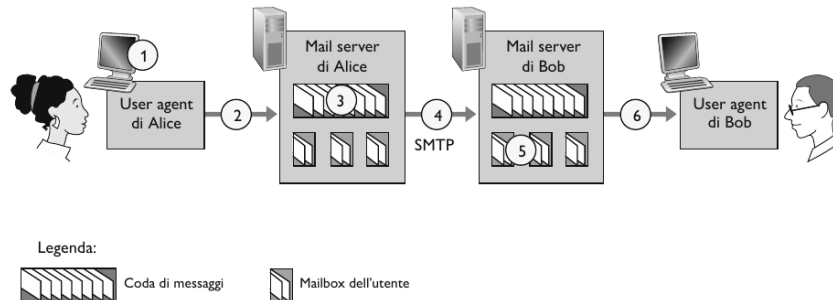 1
User agent
di Alice
2
Mail server
di Alice
3
4
SMTP
Mail server
di Bob
5
6
User agent
di Bob
Legenda:
Coda di messaggi
Mailbox dell'utente